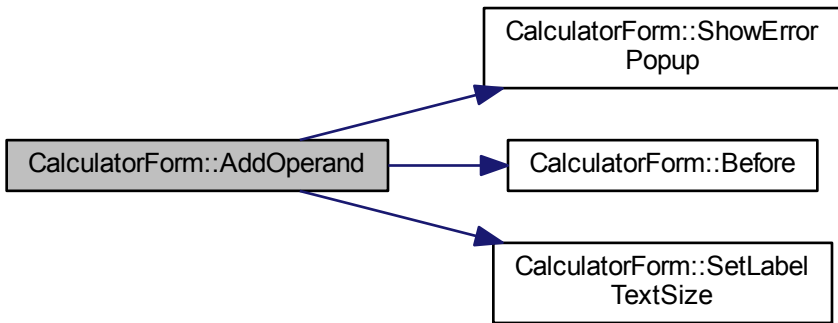 CalculatorForm::ShowError
Popup
CalculatorForm::AddOperand
CalculatorForm::Before
CalculatorForm::SetLabel
TextSize